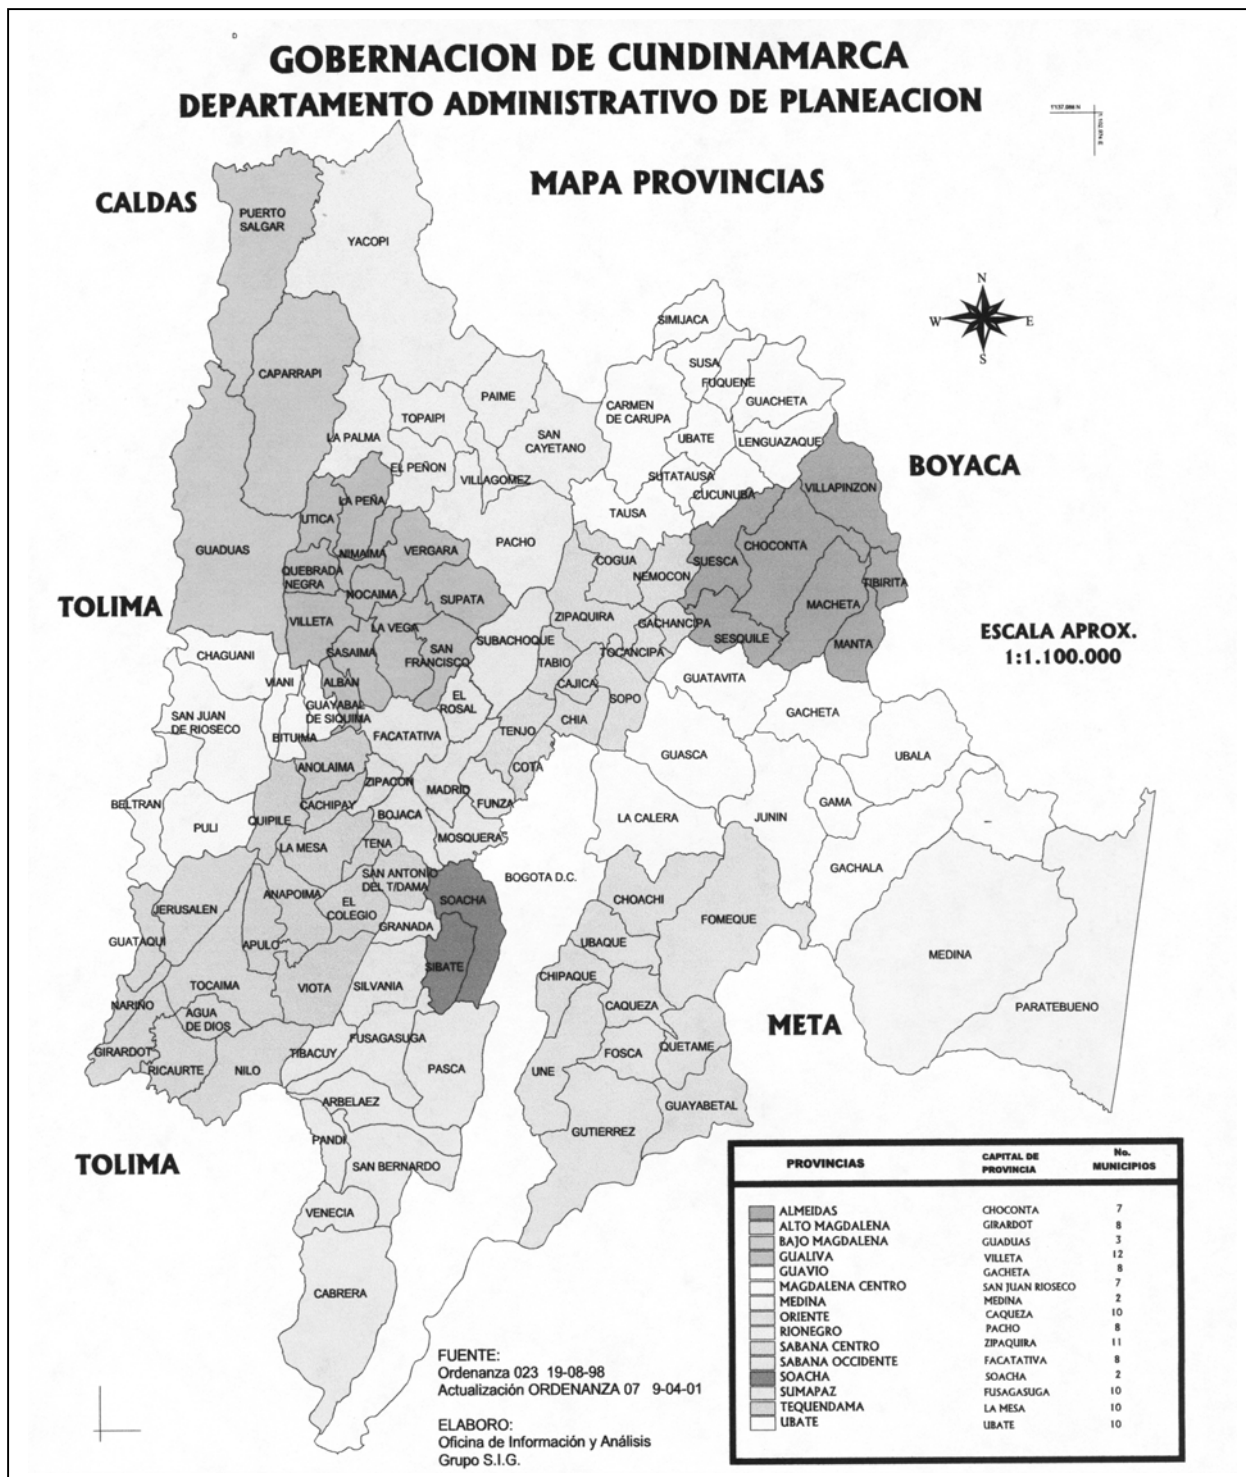 D
GOBERNACION DE CUNDINAMARCA
DEPARTAMENTO ADMINISTRATIVO DE PLANEACION
MAPA PROVINCIAS
CALDAS
PUERTO
SALGAR
YACOPI
N
W
E
S
SIMIJACA
SUSA
FUQUENE
GUACHETA
CAPARRAPI
PAIME
CARMEN
DE CARUPA
TOPAIPI
LA PALMA
SAN
CAYETANO
UBATE
LENGUAZAQUE
BOYACA
EL PEÑON
VILLAGOMEZ
SUTATAUSA
CUCUNUBA
VILLAPINZON
LA PEÑA
TAUSA
UTICA
GUADUAS
NIMAIMA
VERGARA
PACHO
CHOCONTA
COGUA
NEMOCON
SUESCA
QUEBRADA
NEGRA
TIBIRITA
NOCAIMA
SUPATA
MACHETA
TOLIMA
VILLETA
LA VEGA
SUBACHOQUE
ZIPAQUIRA
GACHANCIPA
SESQUILE
MANTA
ESCALA APROX.
1:1.100.000
CHAGUANI
SASAIMA
SAN
FRANCISCO
TABIO
TOCANCIPA
GUATAVITA
VIANI
ALBAN
CAJICA
SOPO
GUAYABAL
DE SIQUIMA
EL
ROSAL
SAN JUAN
DE RIOSECO
CHIA
GACHETA
BITUIMA
FACATATIVA
TENJO
GUASCA
UBALA
ANOLAIMA
COTA
ZIPACON
MADRID
BELTRAN
CACHIPAY
FUNZA
GAMA
PULI
QUIPILE
BOJACA
LA CALERA
JUNIN
MOSQUERA
LA MESA
TENA
GACHALA
SAN ANTONIO
DEL T/DAMA
BOGOTA D.C.
ANAPOIMA
EL
COLEGIO
SOACHA
CHOACHI
JERUSALEN
FOMEQUE
GRANADA
GUATAQUI
APULO
UBAQUE
MEDINA
SIBATE
CHIPAQUE
TOCAIMA
VIOTA
SILVANIA
NARIÑO
CAQUEZA
PARATEBUENO
AGUA
DE DIOS
META
FUSAGASUGA
GIRARDOT
TIBACUY
QUETAME
FOSCA
RICAURTE
NILO
PASCA
UNE
ARBELAEZ
GUAYABETAL
PANDI
GUTIERREZ
TOLIMA
SAN BERNARDO
VENECIA
CABRERA
PROVINCIAS CAPITAL DE PROVINCIA No. MUNICIPIOS
ALMEIDAS CHOCONTA 7
ALTO MAGDALENA GIRARDOT 8
BAJO MAGDALENA GUADUAS 3
GUALIVA VILLETA 12
GUAVIO GACHETA 8
MAGDALENA CENTRO SAN JUAN RIOSECO 7
MEDINA MEDINA 2
ORIENTE CAQUEZA 10
RIONEGRO PACHO 8
SABANA CENTRO ZIPAQUIRA 11
SABANA OCCIDENTE FACATATIVA 8
SOACHA SOACHA 2
SUMAPAZ FUSAGASUGA 10
TEQUENDAMA LA MESA 10
UBATE UBATE 10
FUENTE:
Ordenanza 023 19-08-98
Actualización ORDENANZA 07 9-04-01
ELABORO:
Oficina de Información y Análisis
Grupo S.I.G.